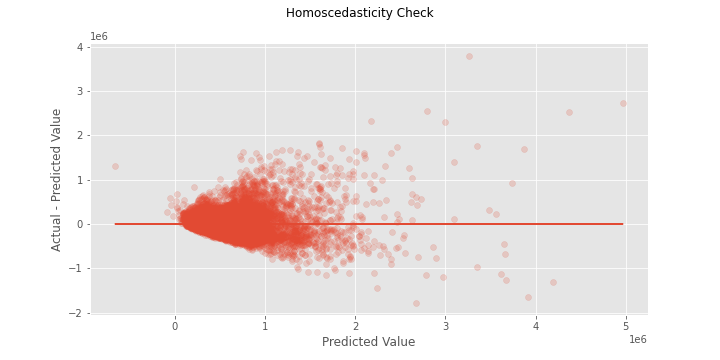 Homoscedasticity Check
1e6
4
3
2
1
0
−1
−2
Actual - Predicted Value
0
1
2
3
4
5
1e6
Predicted Value